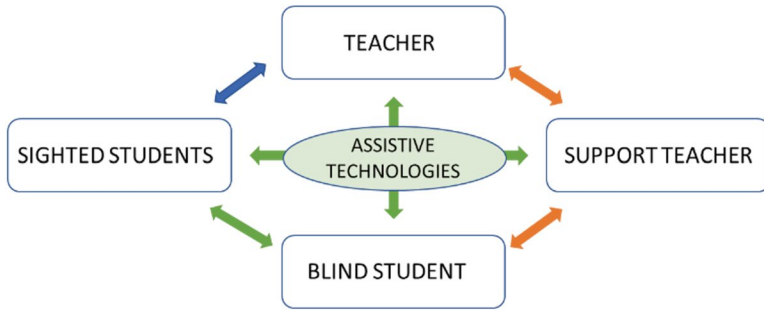 TEACHER
SIGHTED STUDENTS
ASSISTIVE
TECHNOLOGIES
SUPPORT TEACHER
BLIND STUDENT